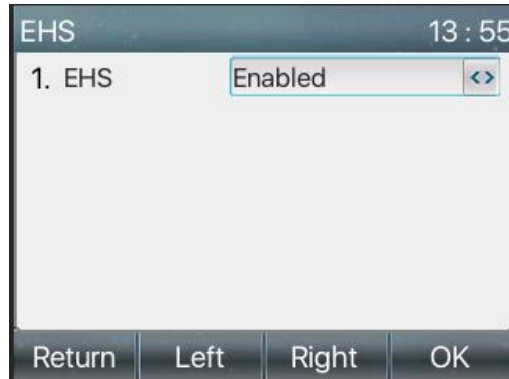 EHS 13 : 55
1. EHS Enabled <>
Return Left Right OK